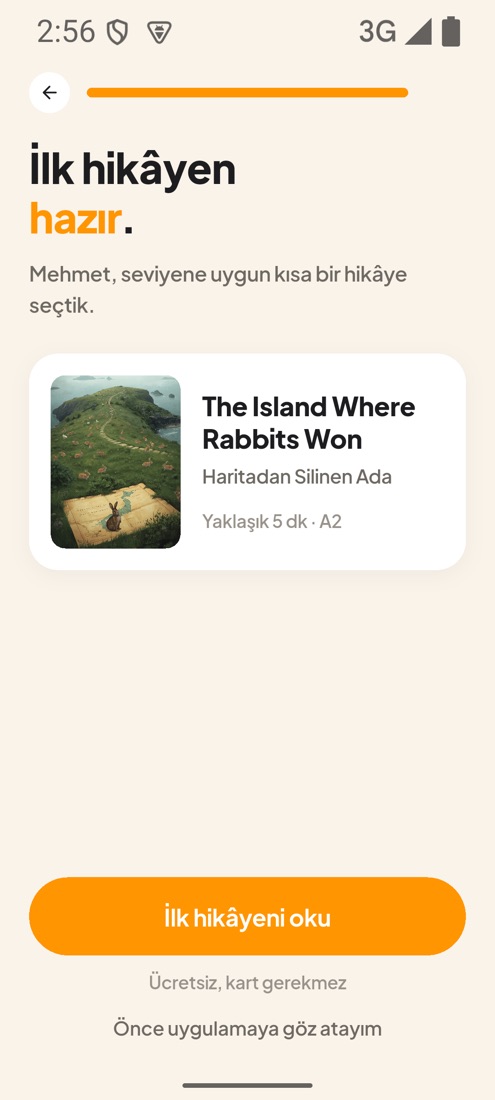 2:56
3G
İlk hikâyen
hazır.
Mehmet, seviyene uygun kısa bir hikâye
seçtik.
The Island Where
Rabbits Won
Haritadan Silinen Ada
Yaklaşık 5 dk · A2
İlk hikâyeni oku
Ücretsiz, kart gerekmez
Önce uygulamaya göz atayım